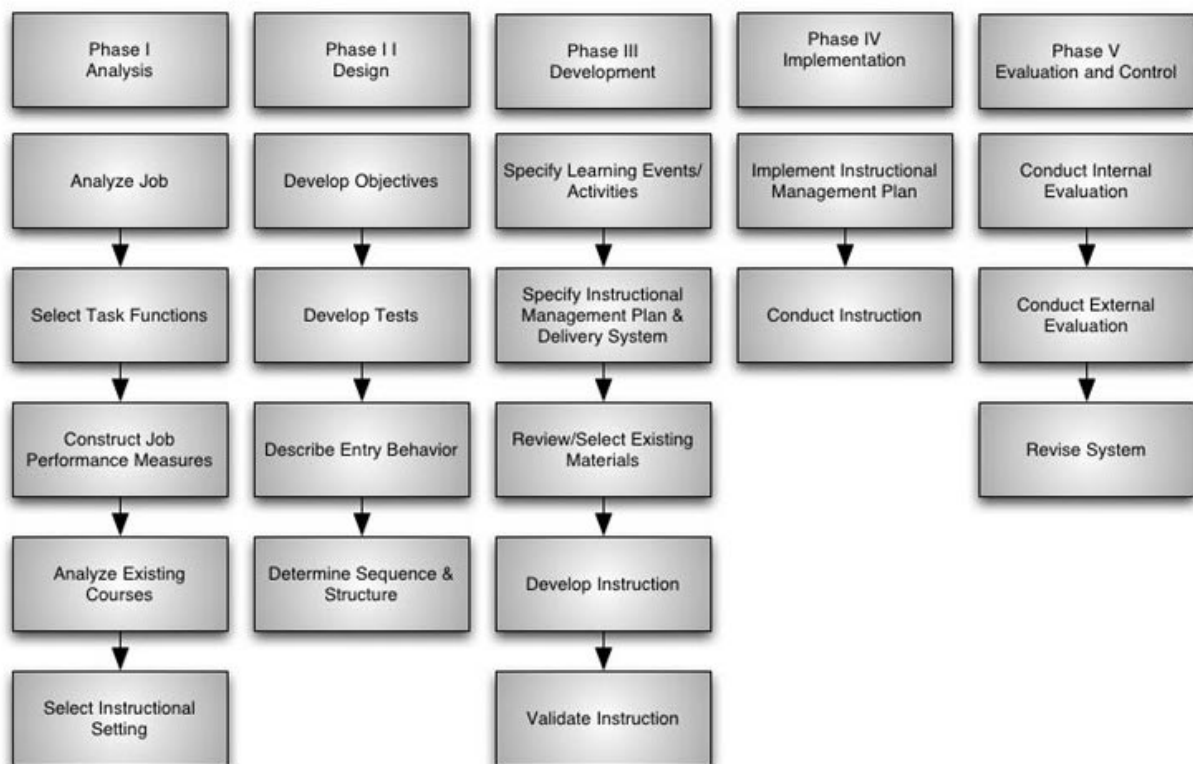 Phase I
Analysis
Phase I I
Design
Phase III
Development
Phase IV
Implementation
Phase V
Evaluation and Control
Analyze Job
Develop Objectives
Specify Learning Events/
Activities
Implement Instructional
Management Plan
Conduct Internal
Evaluation
Select Task Functions
Develop Tests
Specify Instructional
Management Plan &
Delivery System
Conduct Instruction
Conduct External
Evaluation
Construct Job
Performance Measures
Describe Entry Behavior
Review/Select Existing
Materials
Revise System
Analyze Existing
Courses
Determine Sequence &
Structure
Develop Instruction
Select Instructional
Setting
Validate Instruction